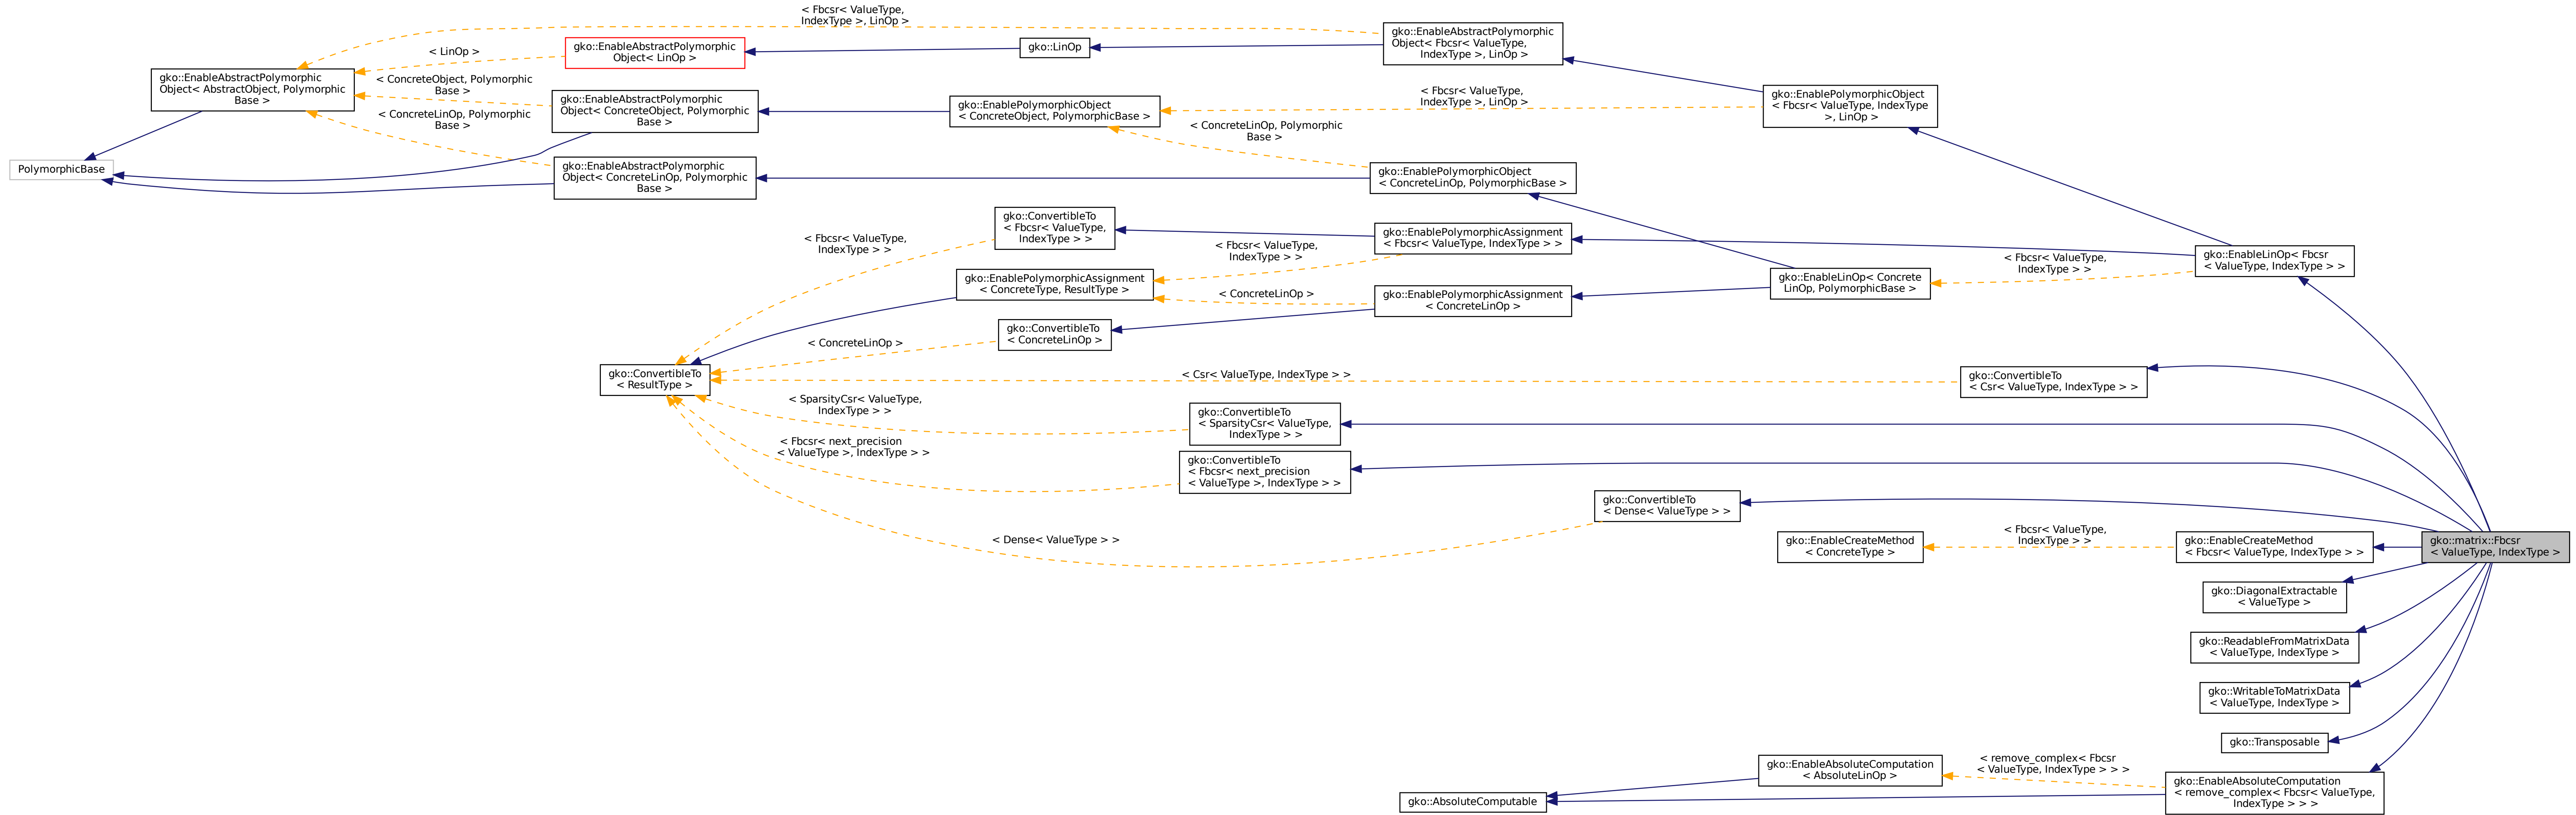 < Fbcsr< ValueType,
IndexType >, LinOp >
gko::EnableAbstractPolymorphic
Object< Fbcsr< ValueType,
IndexType >, LinOp >
< LinOp >
gko::EnableAbstractPolymorphic
Object< LinOp >
gko::LinOp
gko::EnableAbstractPolymorphic
Object< AbstractObject, Polymorphic
Base >
< ConcreteObject, Polymorphic
Base >
gko::EnableAbstractPolymorphic
Object< ConcreteObject, Polymorphic
Base >
gko::EnablePolymorphicObject
< ConcreteObject, PolymorphicBase >
< Fbcsr< ValueType,
IndexType >, LinOp >
gko::EnablePolymorphicObject
< Fbcsr< ValueType, IndexType
>, LinOp >
< ConcreteLinOp, Polymorphic
Base >
< ConcreteLinOp, Polymorphic
Base >
PolymorphicBase
gko::EnableAbstractPolymorphic
Object< ConcreteLinOp, Polymorphic
Base >
gko::EnablePolymorphicObject
< ConcreteLinOp, PolymorphicBase >
gko::ConvertibleTo
< Fbcsr< ValueType,
IndexType > >
< Fbcsr< ValueType,
IndexType > >
gko::EnablePolymorphicAssignment
< Fbcsr< ValueType, IndexType > >
< Fbcsr< ValueType,
IndexType > >
gko::EnableLinOp< Fbcsr
< ValueType, IndexType > >
< Fbcsr< ValueType,
IndexType > >
gko::EnablePolymorphicAssignment
< ConcreteType, ResultType >
gko::EnableLinOp< Concrete
LinOp, PolymorphicBase >
< ConcreteLinOp >
gko::EnablePolymorphicAssignment
< ConcreteLinOp >
gko::ConvertibleTo
< ConcreteLinOp >
< ConcreteLinOp >
gko::ConvertibleTo
< ResultType >
< Csr< ValueType, IndexType > >
gko::ConvertibleTo
< Csr< ValueType, IndexType > >
< SparsityCsr< ValueType,
IndexType > >
gko::ConvertibleTo
< SparsityCsr< ValueType,
IndexType > >
< Fbcsr< next_precision
< ValueType >, IndexType > >
gko::ConvertibleTo
< Fbcsr< next_precision
< ValueType >, IndexType > >
gko::ConvertibleTo
< Dense< ValueType > >
< Dense< ValueType > >
gko::EnableCreateMethod
< ConcreteType >
< Fbcsr< ValueType,
IndexType > >
gko::EnableCreateMethod
< Fbcsr< ValueType, IndexType > >
gko::matrix::Fbcsr
< ValueType, IndexType >
gko::DiagonalExtractable
< ValueType >
gko::ReadableFromMatrixData
< ValueType, IndexType >
gko::WritableToMatrixData
< ValueType, IndexType >
gko::Transposable
gko::EnableAbsoluteComputation
< AbsoluteLinOp >
< remove_complex< Fbcsr
< ValueType, IndexType > > >
gko::EnableAbsoluteComputation
< remove_complex< Fbcsr< ValueType,
IndexType > > >
gko::AbsoluteComputable